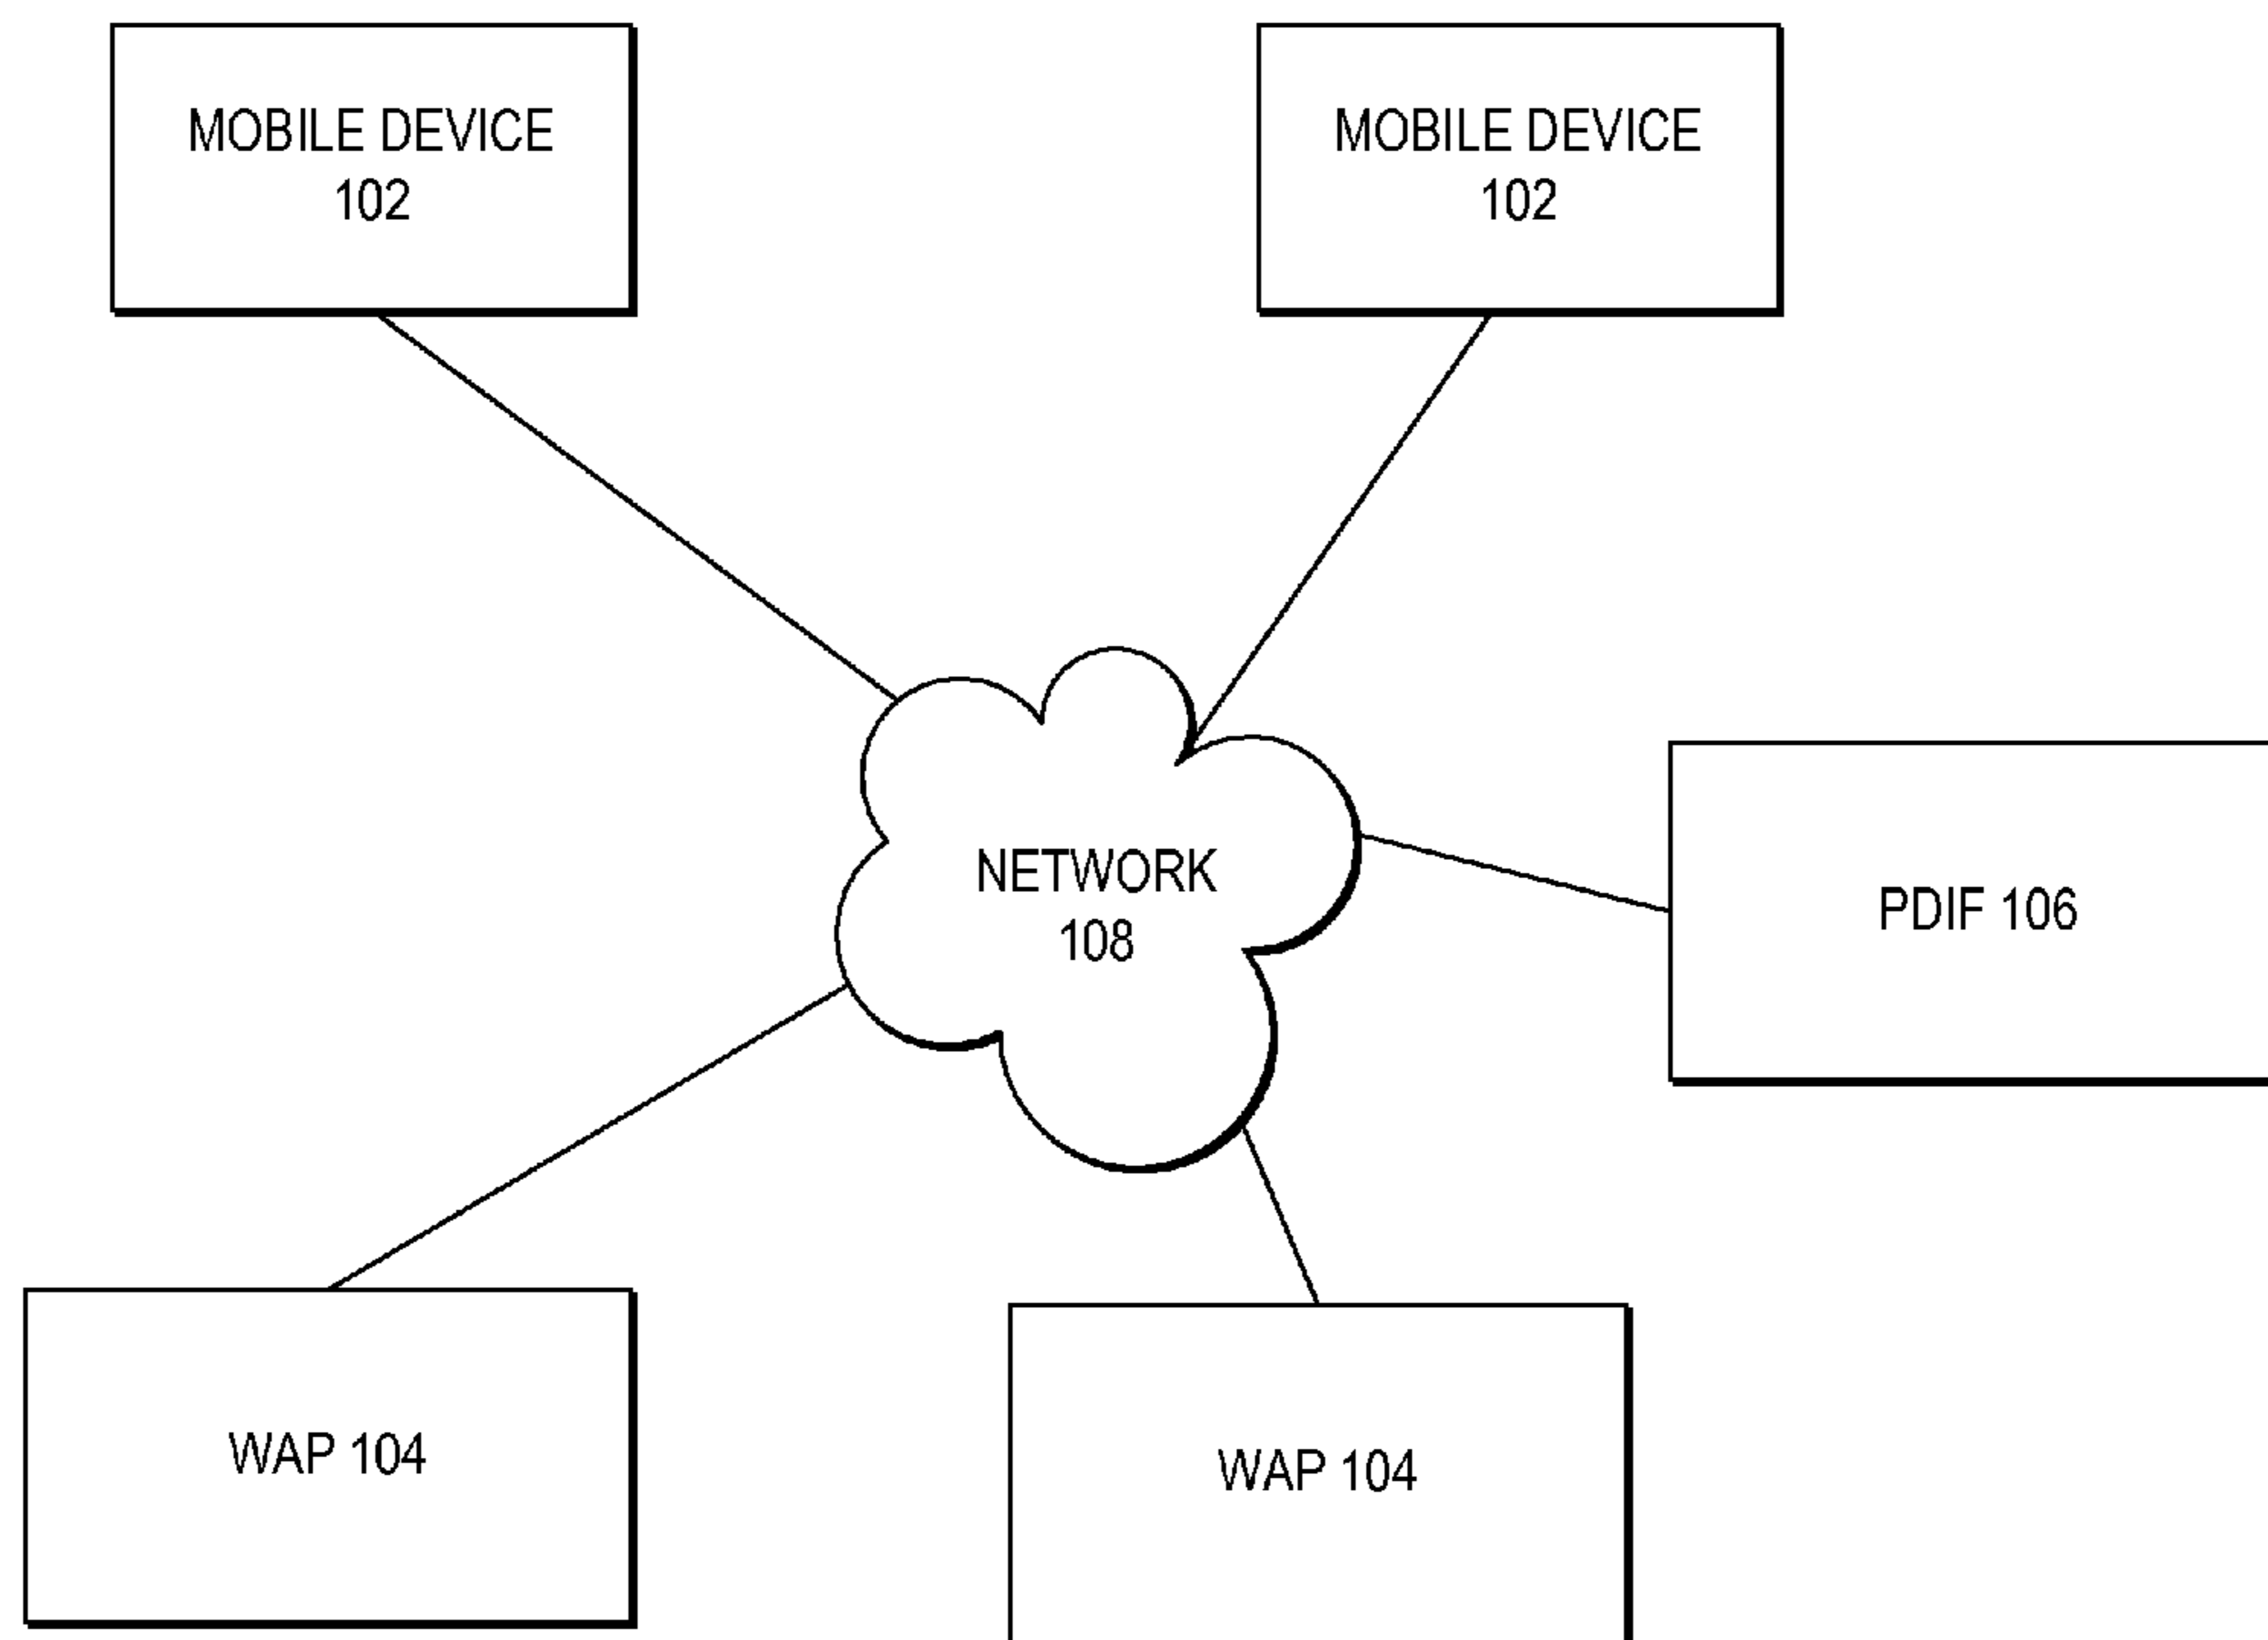 MOBILE DEVICE
102
MOBILE DEVICE
102
NETWORK
108
PDIF 106
WAP 104
WAP 104